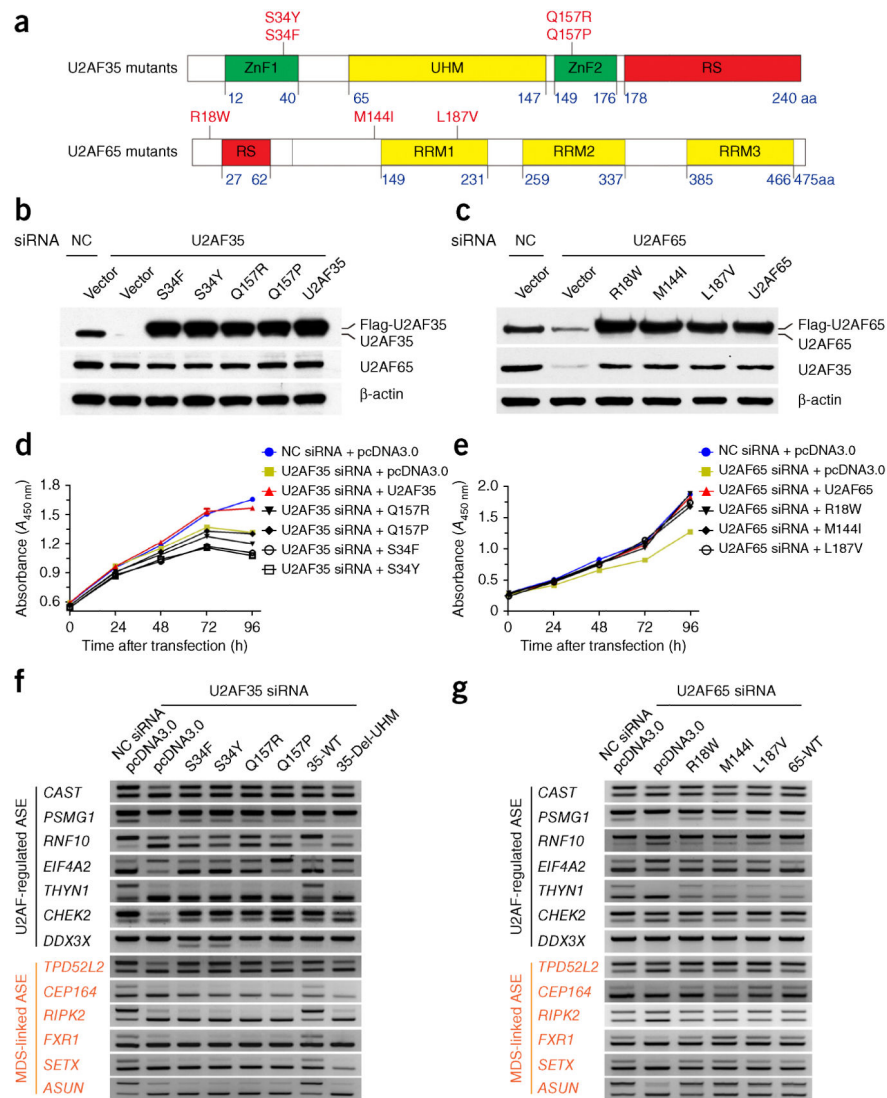 a
S34Y
S34F
Q157R
Q157P
U2AF35 mutants
ZnF1
UHM
ZnF2
RS
12
40
65
147
149
176
178
240 aa
R18W
M144I
L187V
U2AF65 mutants
RS
RRM1
RRM2
RRM3
27
62
149
231
259
337
385
466
475aa
b
siRNA
NC
U2AF35
Vector
Vector
S34F
S34Y
Q157R
Q157P
U2AF35
Flag-U2AF35
U2AF35
U2AF65
β-actin
c
siRNA
NC
U2AF65
Vector
Vector
R18W
M144I
L187V
U2AF65
Flag-U2AF65
U2AF65
U2AF35
β-actin
d
NC siRNA + pcDNA3.0
U2AF35 siRNA + pcDNA3.0
U2AF35 siRNA + U2AF35
U2AF35 siRNA + Q157R
U2AF35 siRNA + Q157P
U2AF35 siRNA + S34F
U2AF35 siRNA + S34Y
Absorbance (A450 nm)
1.8
1.5
1.2
0.9
0.6
0
24
48
72
96
Time after transfection (h)
e
NC siRNA + pcDNA3.0
U2AF65 siRNA + pcDNA3.0
U2AF65 siRNA + U2AF65
U2AF65 siRNA + R18W
U2AF65 siRNA + M144I
U2AF65 siRNA + L187V
Absorbance (A450 nm)
2.0
1.5
1.0
0.5
0
0
24
48
72
96
Time after transfection (h)
f
U2AF35 siRNA
NC siRNA
pcDNA3.0
pcDNA3.0
S34F
S34Y
Q157R
Q157P
35-WT
35-Del-UHM
U2AF-regulated ASE
CAST
PSMG1
RNF10
EIF4A2
THYN1
CHEK2
DDX3X
MDS-linked ASE
TPD52L2
CEP164
RIPK2
FXR1
SETX
ASUN
g
U2AF65 siRNA
NC siRNA
pcDNA3.0
pcDNA3.0
R18W
M144I
L187V
65-WT
U2AF-regulated ASE
CAST
PSMG1
RNF10
EIF4A2
THYN1
CHEK2
DDX3X
MDS-linked ASE
TPD52L2
CEP164
RIPK2
FXR1
SETX
ASUN